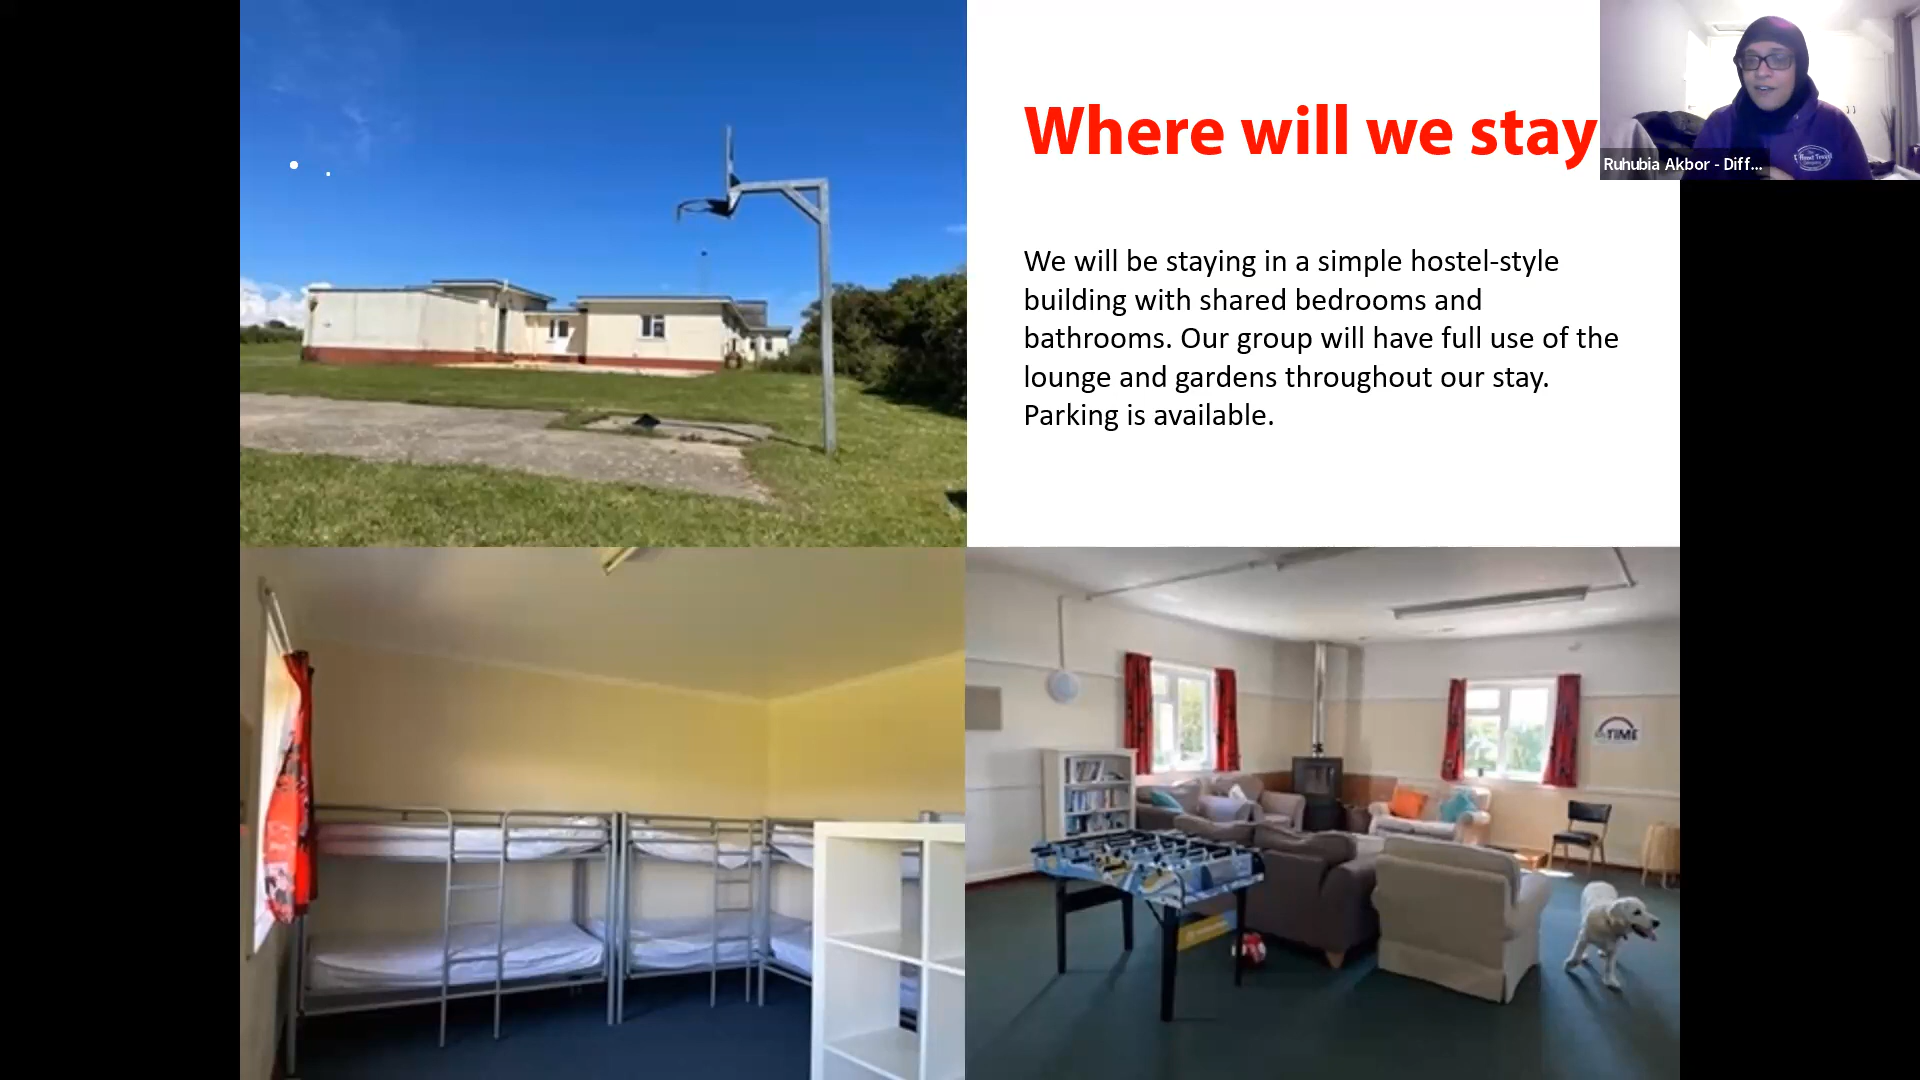 Where will we stay
Ruhubia Akbor - Diff...
We will be staying in a simple hostel-style
building with shared bedrooms and
bathrooms. Our group will have full use of the
lounge and gardens throughout our stay.
Parking is available.
TIME